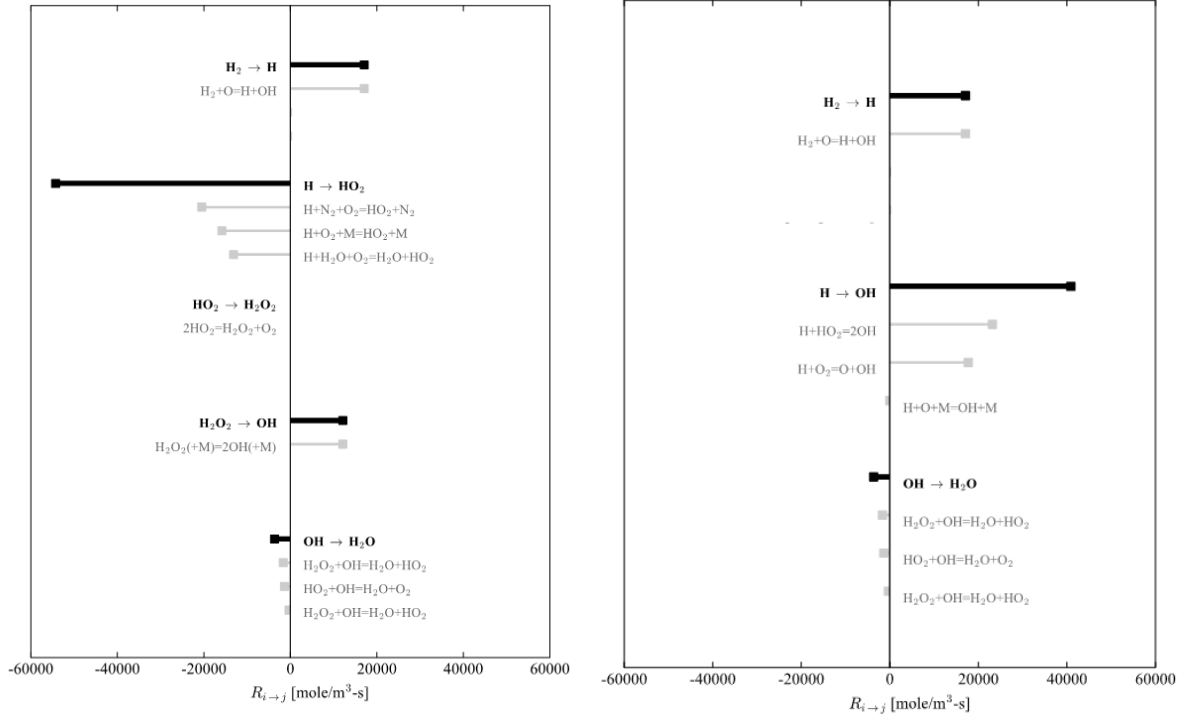 H₂ → H
H₂+O=H+OH
H → HO₂
H+N₂+O₂=HO₂+N₂
H+O₂+M=HO₂+M
H+H₂O+O₂=H₂O+HO₂
HO₂ → H₂O₂
2HO₂=H₂O₂+O₂
H₂O₂ → OH
H₂O₂(+M)=2OH(+M)
OH → H₂O
H₂O₂+OH=H₂O+HO₂
HO₂+OH=H₂O+O₂
H₂O₂+OH=H₂O+HO₂
-60000 -40000 -20000 0 20000 40000 60000
R_{i→j} [mole/m³-s]
H₂ → H
H₂+O=H+OH
H → OH
H+HO₂=2OH
H+O₂=O+OH
H+O+M=OH+M
OH → H₂O
H₂O₂+OH=H₂O+HO₂
HO₂+OH=H₂O+O₂
H₂O₂+OH=H₂O+HO₂
-60000 -40000 -20000 0 20000 40000 60000
R_{i→j} [mole/m³-s]